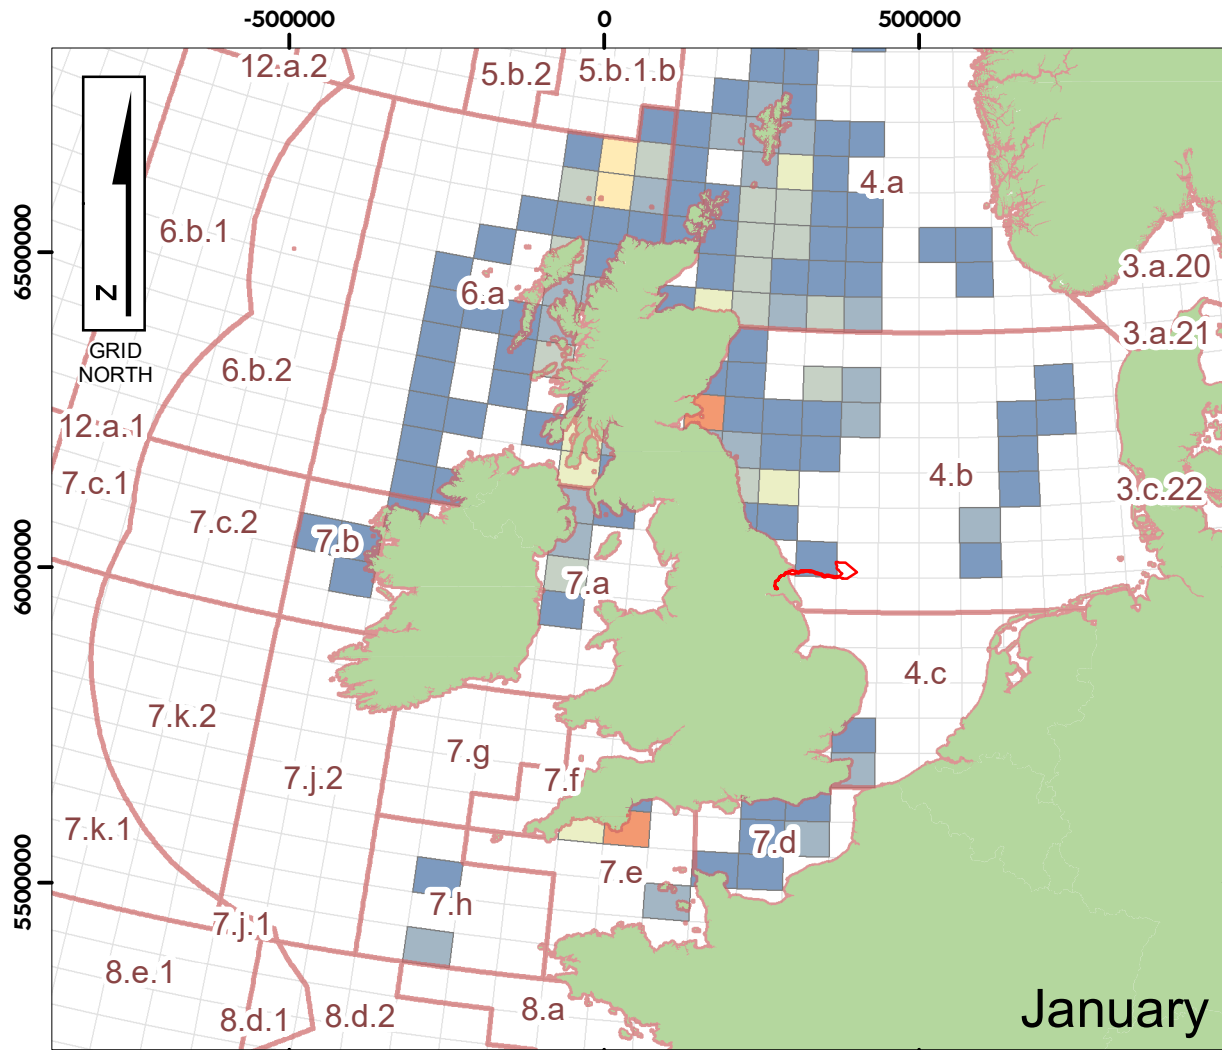 -5000000
0
500000
12.a.2
5.b.2
5.b.1.b
4.a
6.b.1
6500000
3.a.20
6.a
N
3.a.21
GRID
NORTH
6.b.2
12.a.1
4.b
7.c.1
3.c.22
7.c.2
7.b
6000000
7.a
4.c
7.k.2
7.g
7.j.2
7.f
7.k.1
7.d
7.e
5500000
7.h
7.j.1
8.e.1
8.d.1
8.d.2
8.a
January